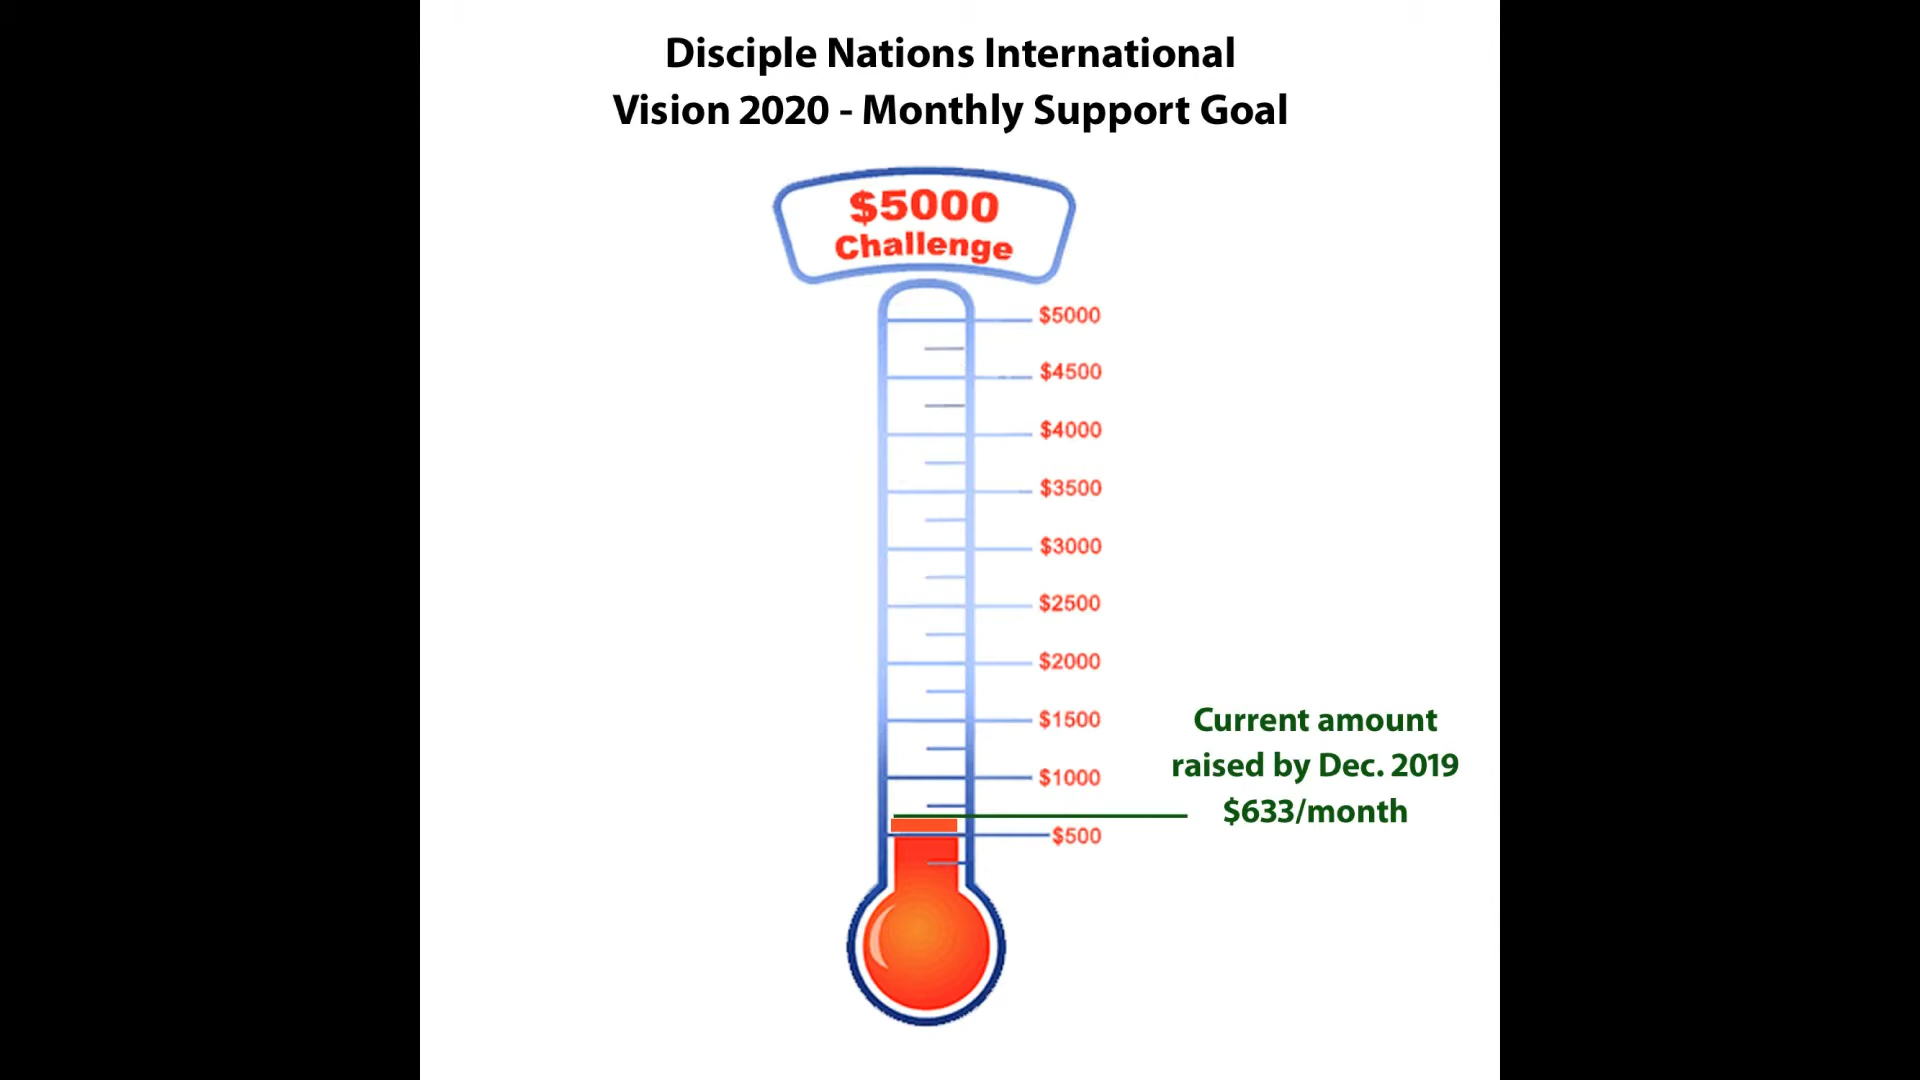 Disciple Nations International
Vision 2020 - Monthly Support Goal
$5000
Challenge
$5000
$4500
$4000
$3500
$3000
$2500
$2000
$1500
$1000
$500
Current amount
raised by Dec. 2019
$633/month